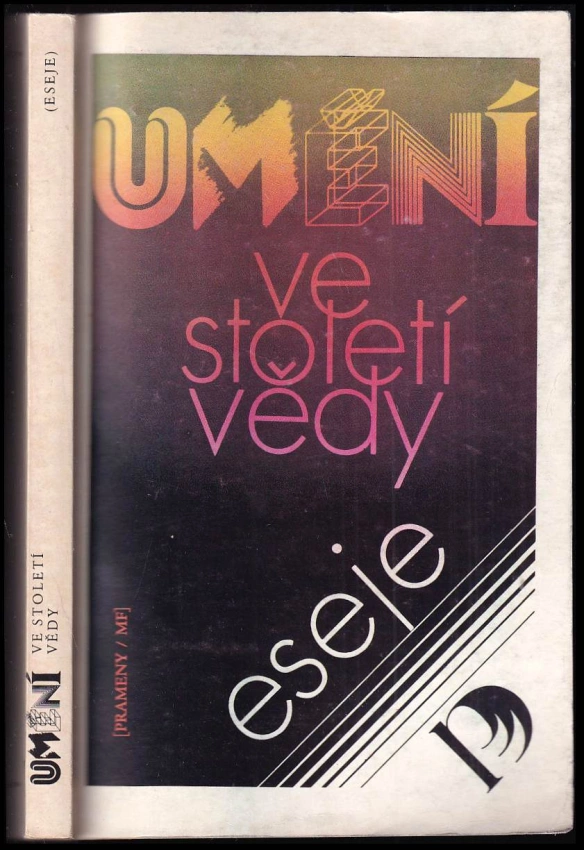 (ESEJE)
VE STOLETÍ
VĚDY
UMĚNÍ
UMĚNÍ
ve
století
vědy
eseje
[PRAMENY / MF]
p